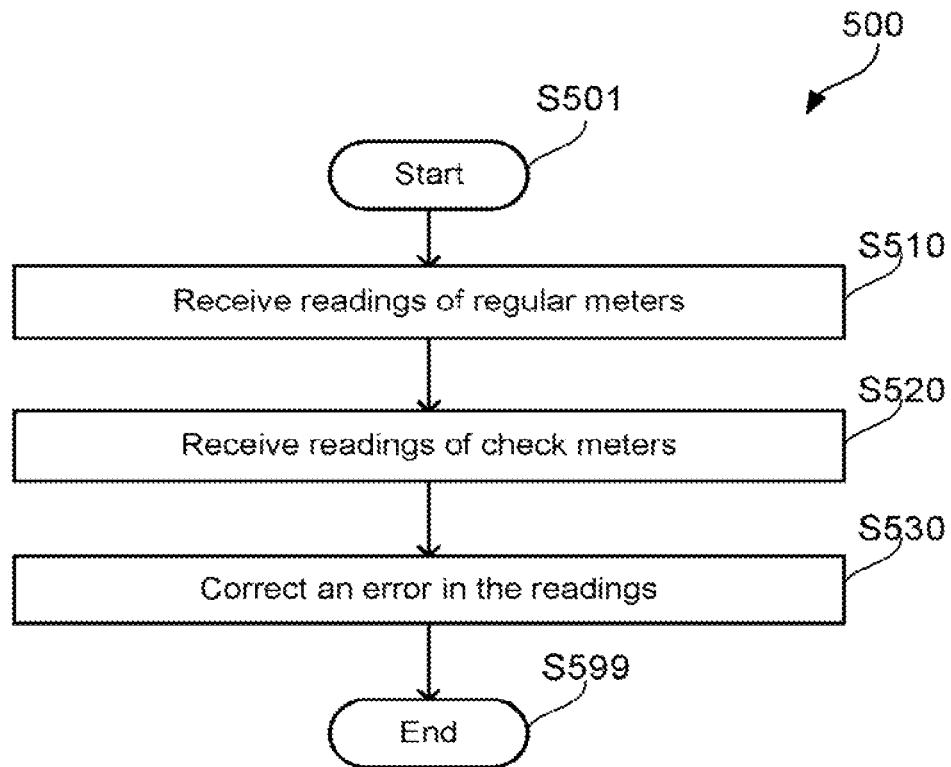 500
S501
Start
S510
Receive readings of regular meters
S520
Receive readings of check meters
S530
Correct an error in the readings
S599
End